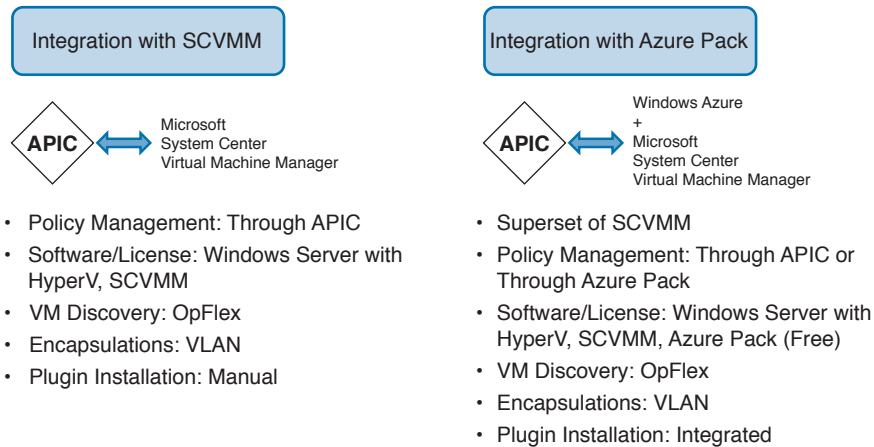 Integration with SCVMM
APIC
Microsoft
System Center
Virtual Machine Manager
• Policy Management: Through APIC
• Software/License: Windows Server with
HyperV, SCVMM
• VM Discovery: OpFlex
• Encapsulations: VLAN
• Plugin Installation: Manual
Integration with Azure Pack
APIC
Windows Azure
+
Microsoft
System Center
Virtual Machine Manager
• Superset of SCVMM
• Policy Management: Through APIC or
Through Azure Pack
• Software/License: Windows Server with
HyperV, SCVMM, Azure Pack (Free)
• VM Discovery: OpFlex
• Encapsulations: VLAN
• Plugin Installation: Integrated